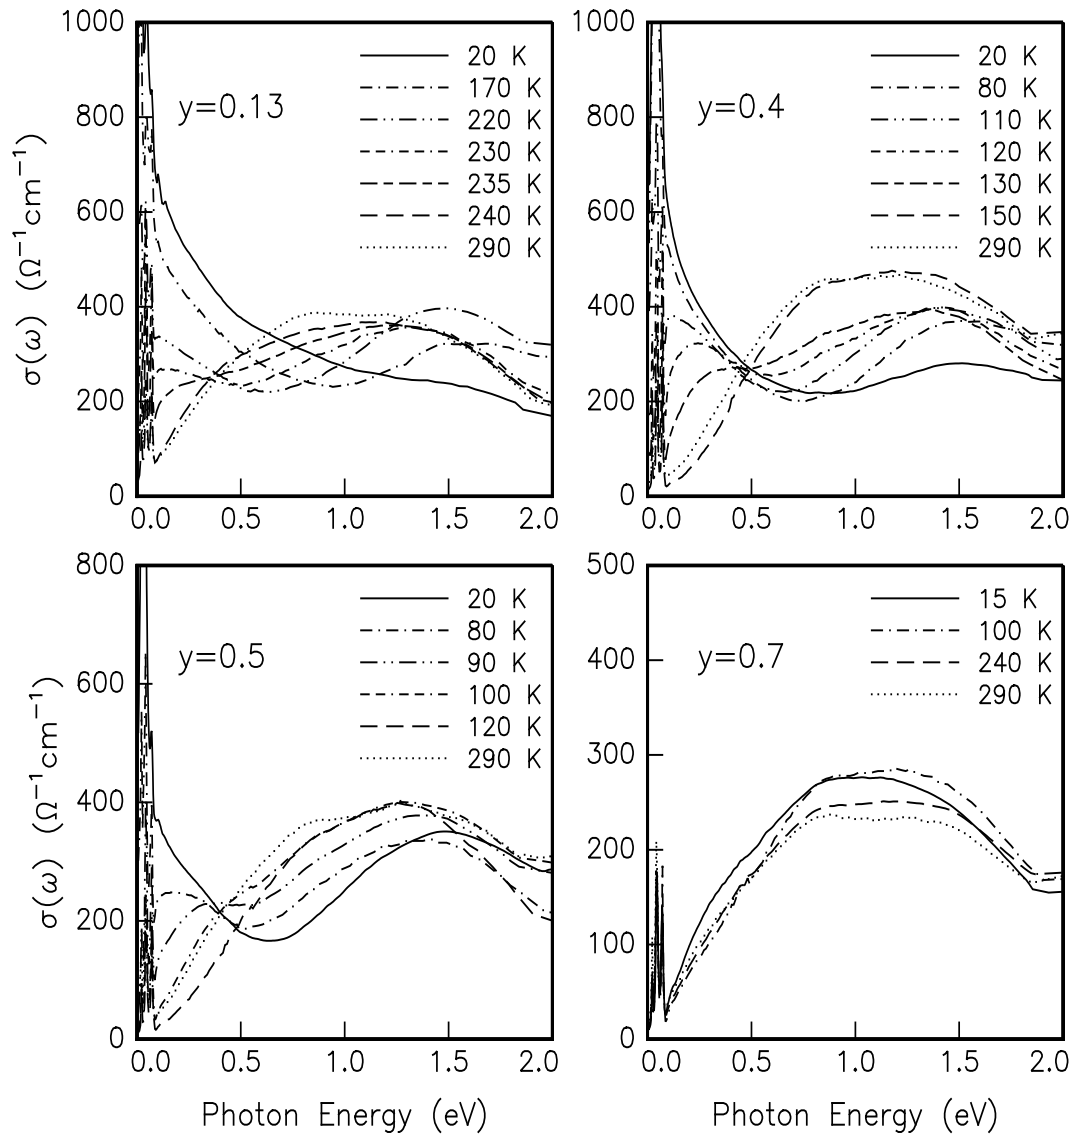 σ(ω) (Ω⁻¹cm⁻¹)
1000
800
600
400
200
0
y=0.13
20 K
170 K
220 K
230 K
235 K
240 K
290 K
0.0 0.5 1.0 1.5 2.0
1000
800
600
400
200
0
y=0.4
20 K
80 K
110 K
120 K
130 K
150 K
290 K
0.0 0.5 1.0 1.5 2.0
σ(ω) (Ω⁻¹cm⁻¹)
800
600
400
200
0
y=0.5
20 K
80 K
90 K
100 K
120 K
290 K
0.0 0.5 1.0 1.5 2.0
Photon Energy (eV)
500
400
300
200
100
0
y=0.7
15 K
100 K
240 K
290 K
0.0 0.5 1.0 1.5 2.0
Photon Energy (eV)